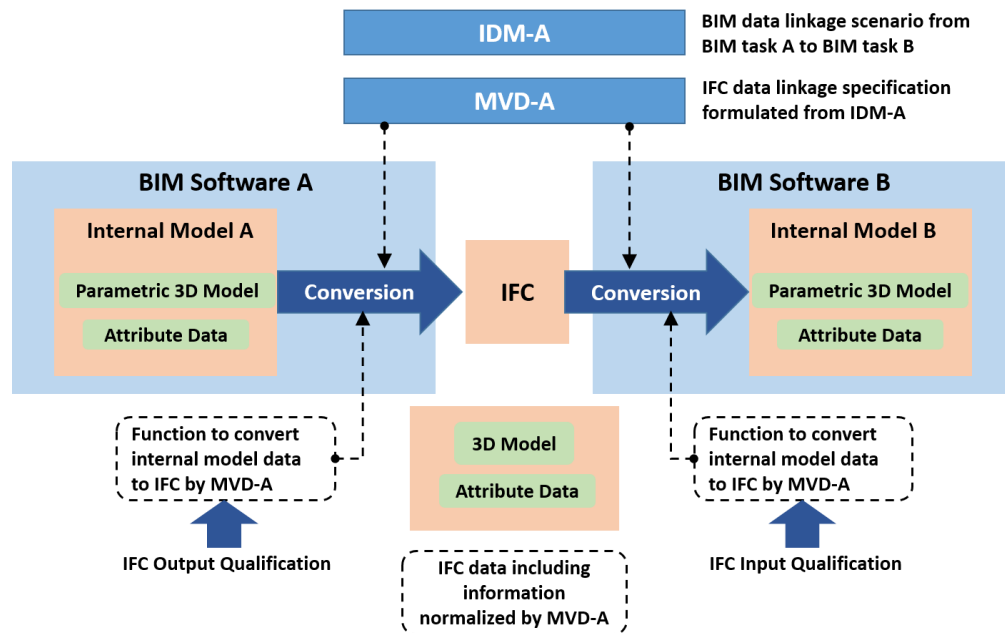 IDM-A
BIM data linkage scenario from
BIM task A to BIM task B
MVD-A
IFC data linkage specification
formulated from IDM-A
BIM Software A
Internal Model A
Parametric 3D Model
Attribute Data
Conversion
IFC
Conversion
BIM Software B
Internal Model B
Parametric 3D Model
Attribute Data
Function to convert
internal model data
to IFC by MVD-A
IFC Output Qualification
3D Model
Attribute Data
IFC data including
information
normalized by MVD-A
Function to convert
internal model data
to IFC by MVD-A
IFC Input Qualification